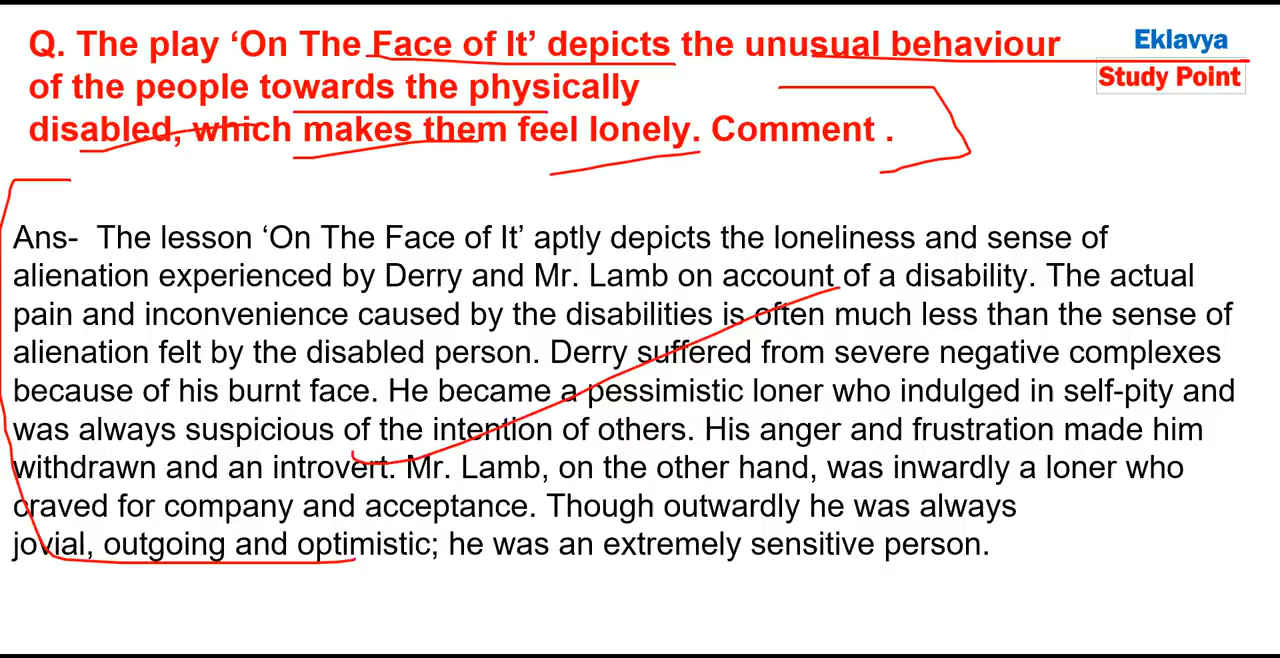 Q. The play ‘On The Face of It’ depicts the unusual behaviour
of the people towards the physically
disabled, which makes them feel lonely. Comment .
Eklavya
Study Point
Ans- The lesson ‘On The Face of It’ aptly depicts the loneliness and sense of
alienation experienced by Derry and Mr. Lamb on account of a disability. The actual
pain and inconvenience caused by the disabilities is often much less than the sense of
alienation felt by the disabled person. Derry suffered from severe negative complexes
because of his burnt face. He became a pessimistic loner who indulged in self-pity and
was always suspicious of the intention of others. His anger and frustration made him
withdrawn and an introvert. Mr. Lamb, on the other hand, was inwardly a loner who
craved for company and acceptance. Though outwardly he was always
jovial, outgoing and optimistic; he was an extremely sensitive person.